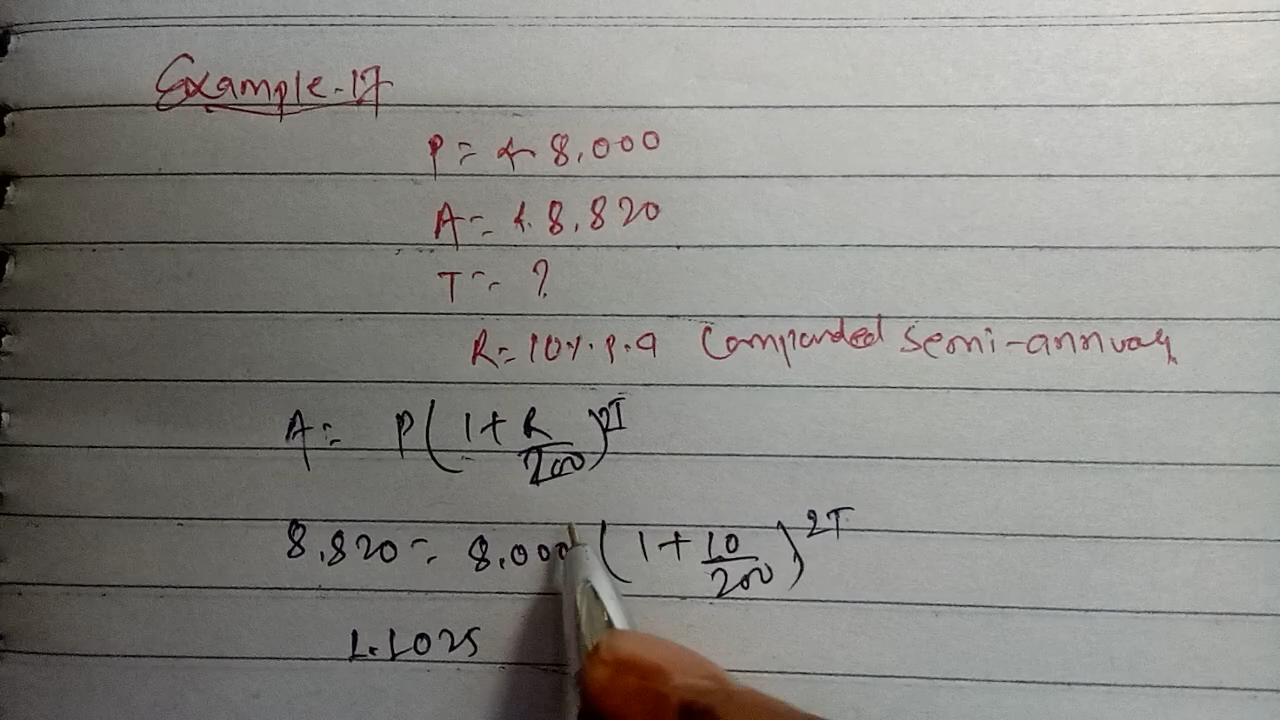 Example-17
P = ₹ 8,000
A = ₹ 8,820
T = ?
R = 10%. P.a Compounded Semi-annualy
A = P(1 + R/200)^2T
8,820 = 8,000 (1 + 10/200)^2T
1.1025